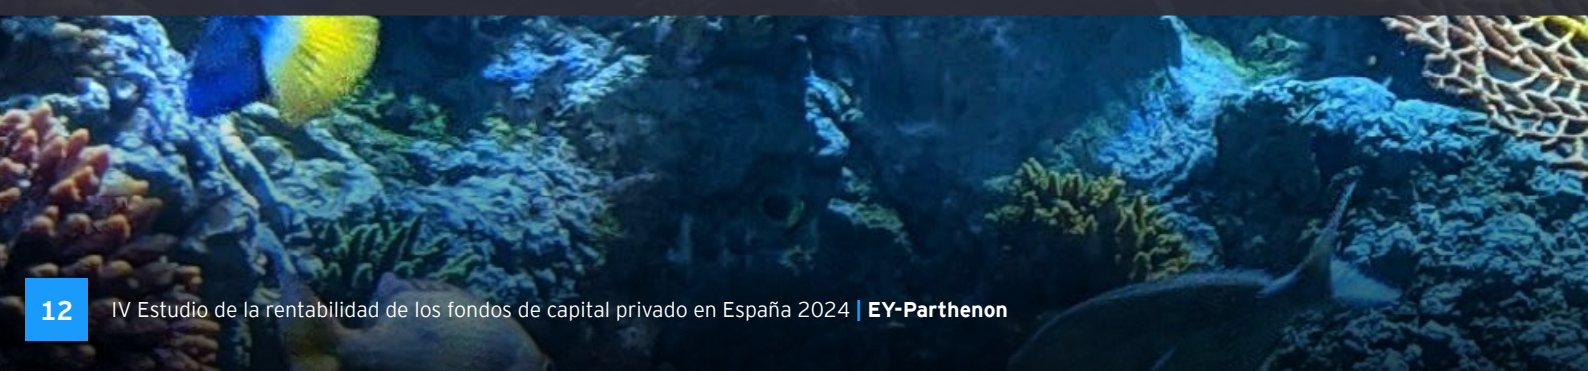 12 IV Estudio de la rentabilidad de los fondos de capital privado en España 2024 | EY-Parthenon